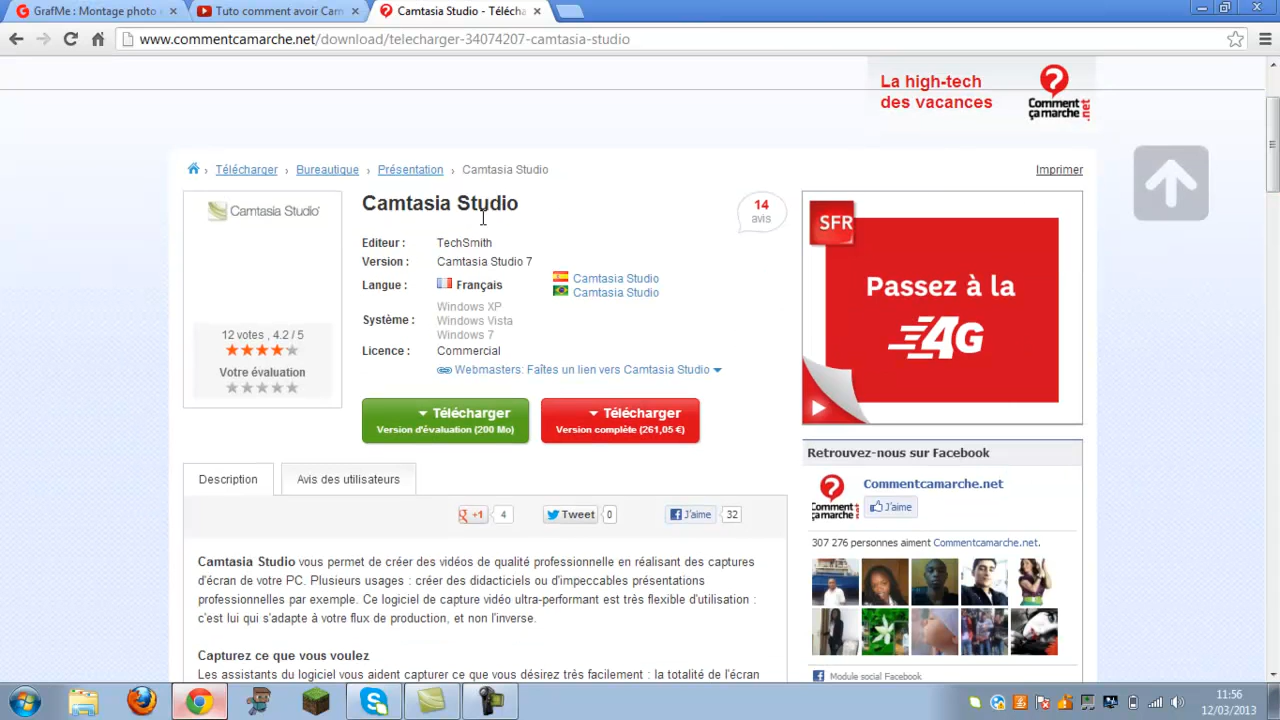 GrafMe : Montage photo
Tuto comment avoir Cam
Camtasia Studio - Télécha
www.commentcamarche.net/download/telecharger-34074207-camtasia-studio
La high-tech
des vacances
Comment
ça marche
.net
Télécharger › Bureautique › Présentation › Camtasia Studio
Imprimer
Camtasia Studio
Camtasia Studio
14
avis
Editeur : TechSmith
Version : Camtasia Studio 7
Langue : Français
Camtasia Studio
Camtasia Studio
Système : Windows XP
Windows Vista
Windows 7
Licence : Commercial
Webmasters: Faîtes un lien vers Camtasia Studio
12 votes , 4.2 / 5
Votre évaluation
Télécharger
Version d'évaluation (200 Mo)
Télécharger
Version complète (261,05 €)
SFR
Passez à la
4G
Description
Avis des utilisateurs
+1 4
Tweet 0
J'aime 32
Camtasia Studio vous permet de créer des vidéos de qualité professionnelle en réalisant des captures
d'écran de votre PC. Plusieurs usages : créer des didacticiels ou d'impeccables présentations
professionnelles par exemple. Ce logiciel de capture vidéo ultra-performant est très flexible d'utilisation :
c'est lui qui s'adapte à votre flux de production, et non l'inverse.
Capturez ce que vous voulez
Les assistants du logiciel vous aident capturer ce que vous désirez très facilement : la totalité de l'écran
Retrouvez-nous sur Facebook
Comment
ça marche
.net
Commentcamarche.net
J'aime
307 276 personnes aiment Commentcamarche.net.
Module social Facebook
11:56
12/03/2013